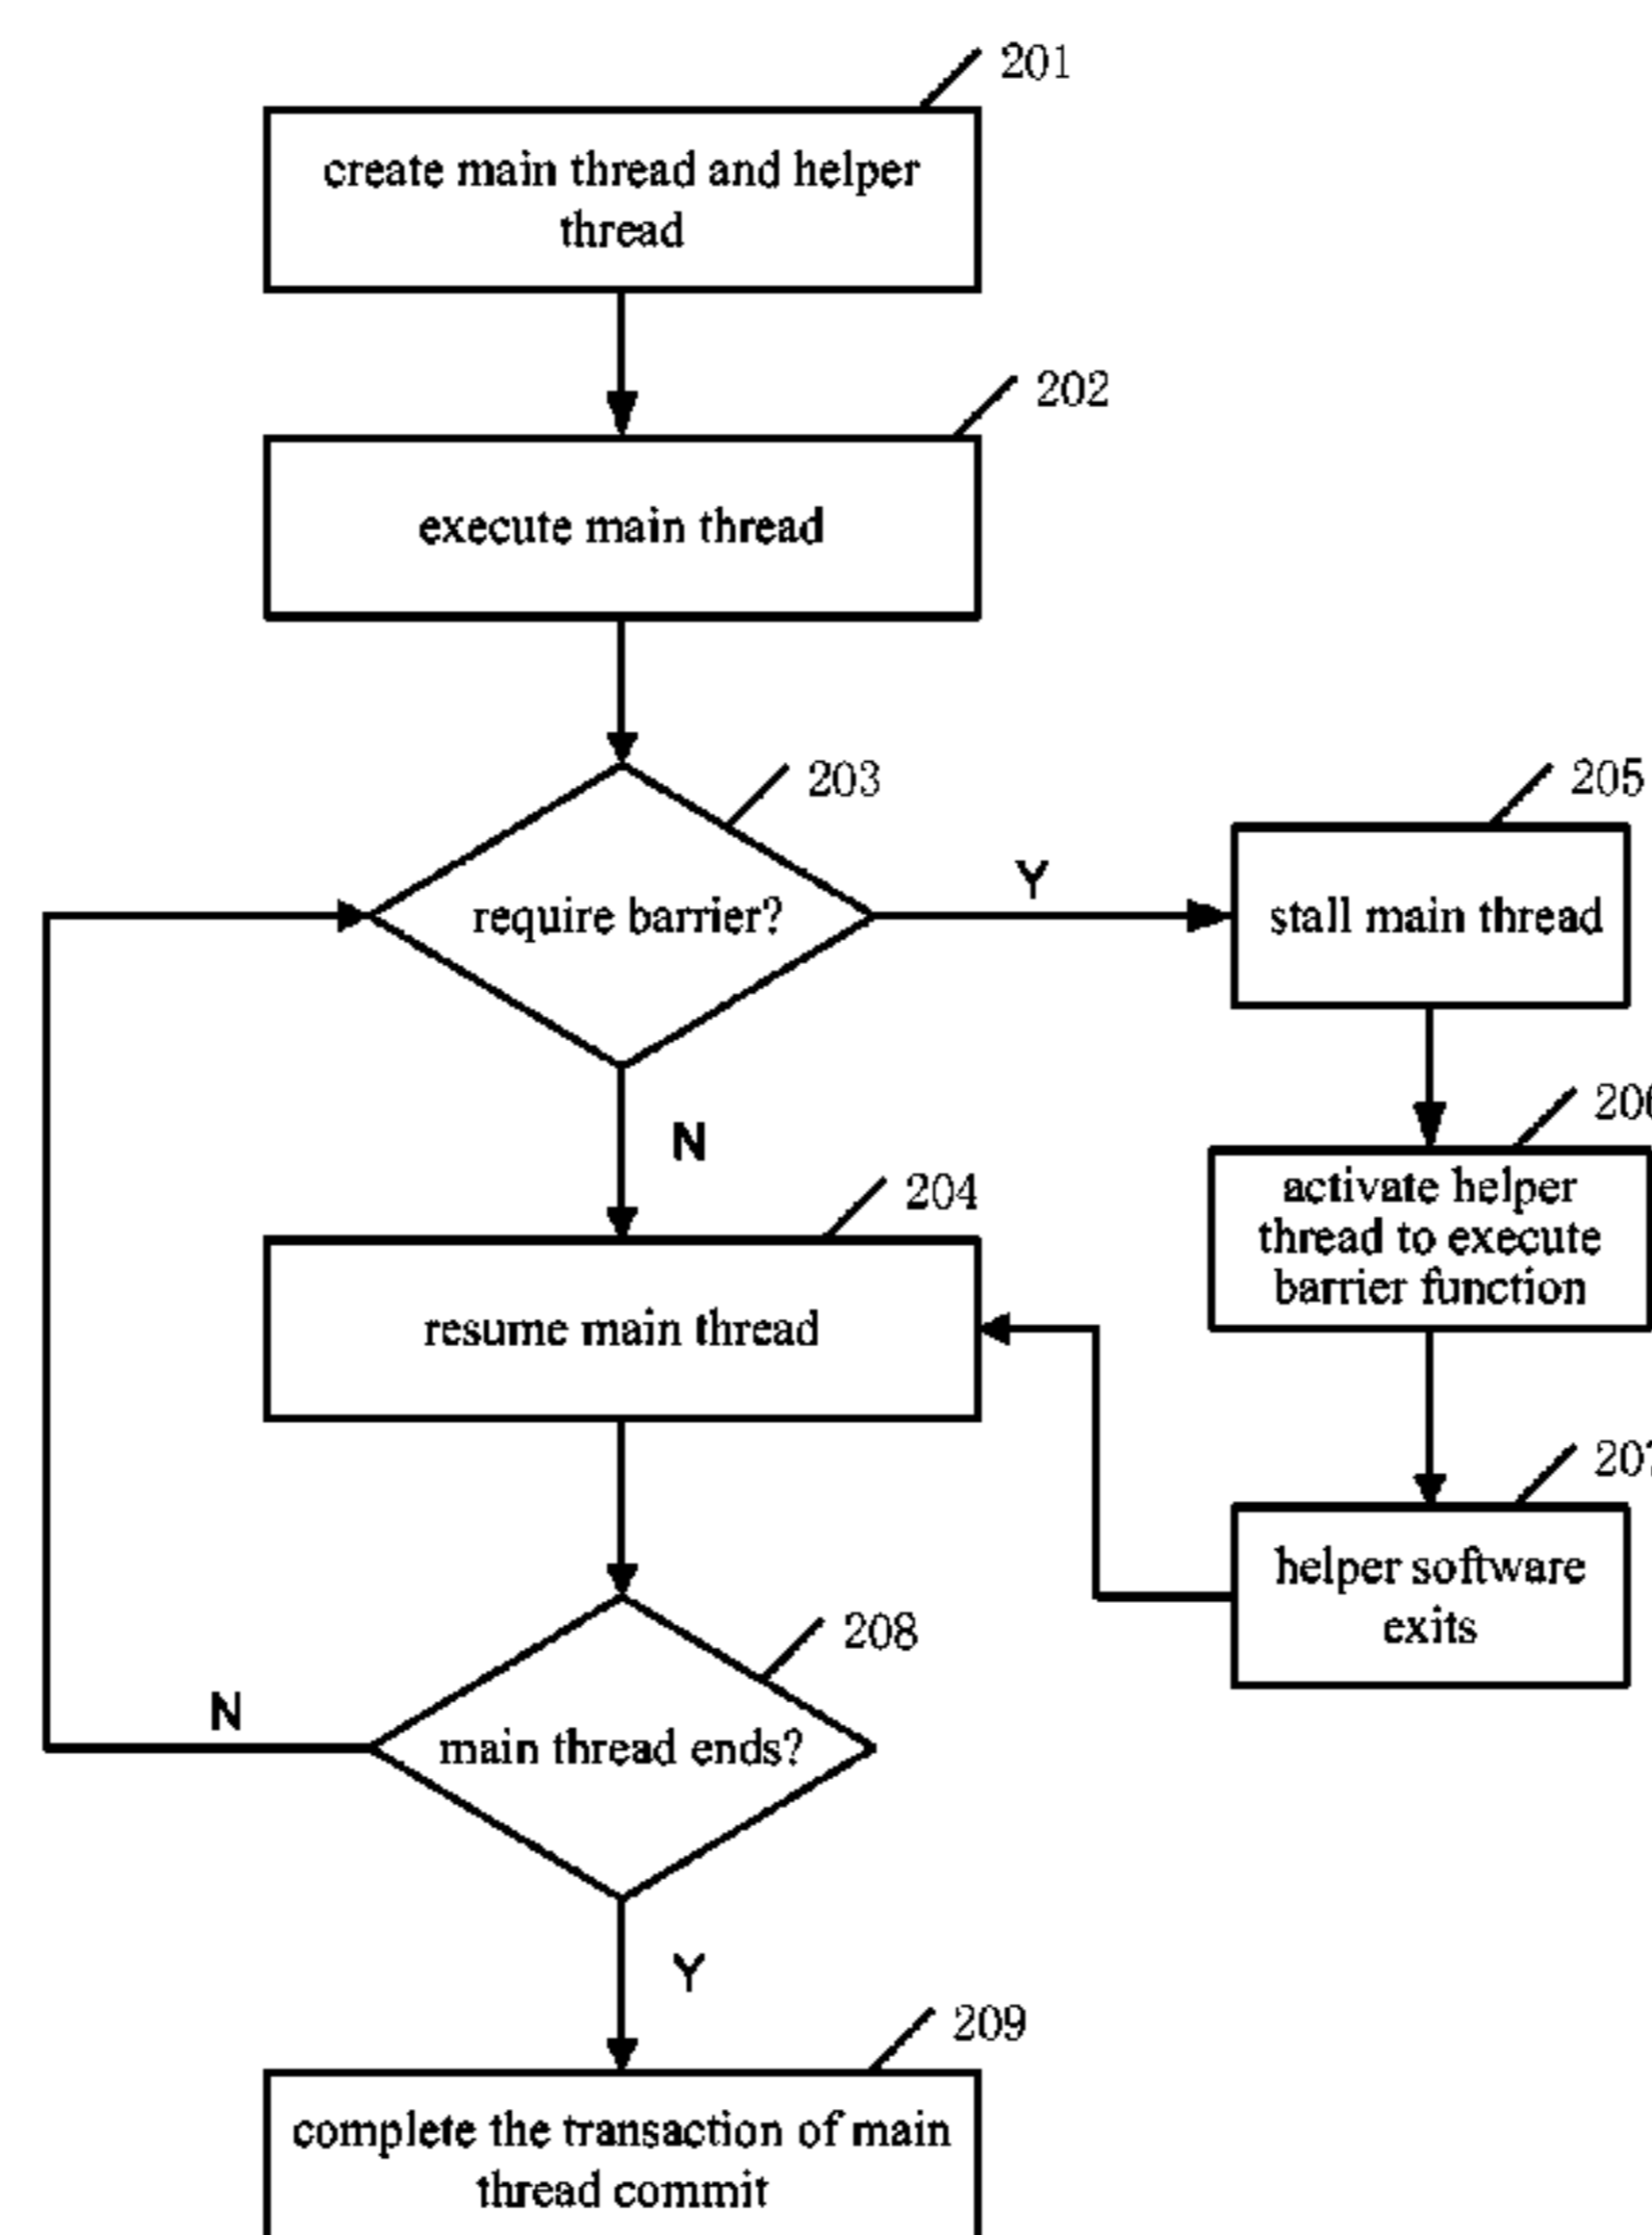 201
create main thread and helper
thread
202
execute main thread
203
require barrier?
Y
205
stall main thread
N
204
resume main thread
activate helper
thread to execute
barrier function
helper software
exits
208
main thread ends?
N
Y
209
complete the transaction of main
thread commit